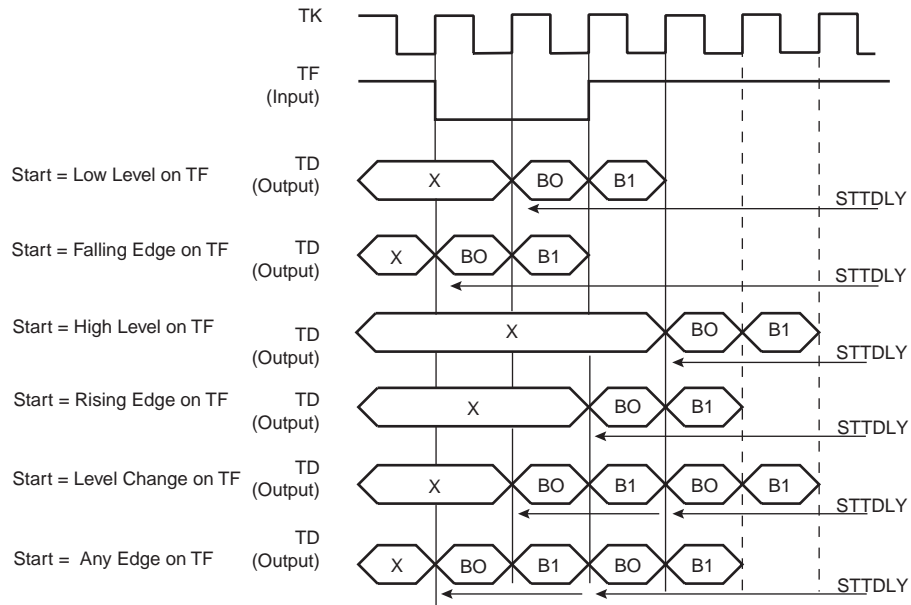 TK
TF
(Input)
Start = Low Level on TF
TD
(Output)
X BO B1
STTDLY
Start = Falling Edge on TF
TD
(Output)
X BO B1
STTDLY
Start = High Level on TF
TD
(Output)
X BO B1
STTDLY
Start = Rising Edge on TF
TD
(Output)
X BO B1
STTDLY
Start = Level Change on TF
TD
(Output)
X BO B1 BO B1
STTDLY
Start = Any Edge on TF
TD
(Output)
X BO B1 BO B1
STTDLY